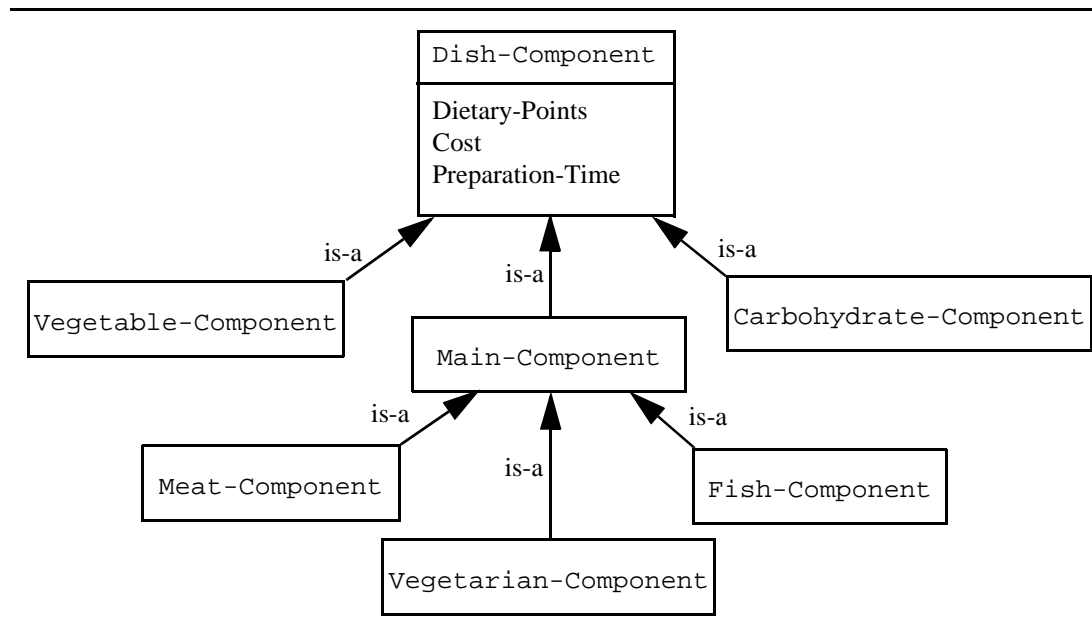 Dish-Component
Dietary-Points
Cost
Preparation-Time
is-a
is-a
is-a
Vegetable-Component
Main-Component
Carbohydrate-Component
is-a
is-a
is-a
Meat-Component
Fish-Component
Vegetarian-Component